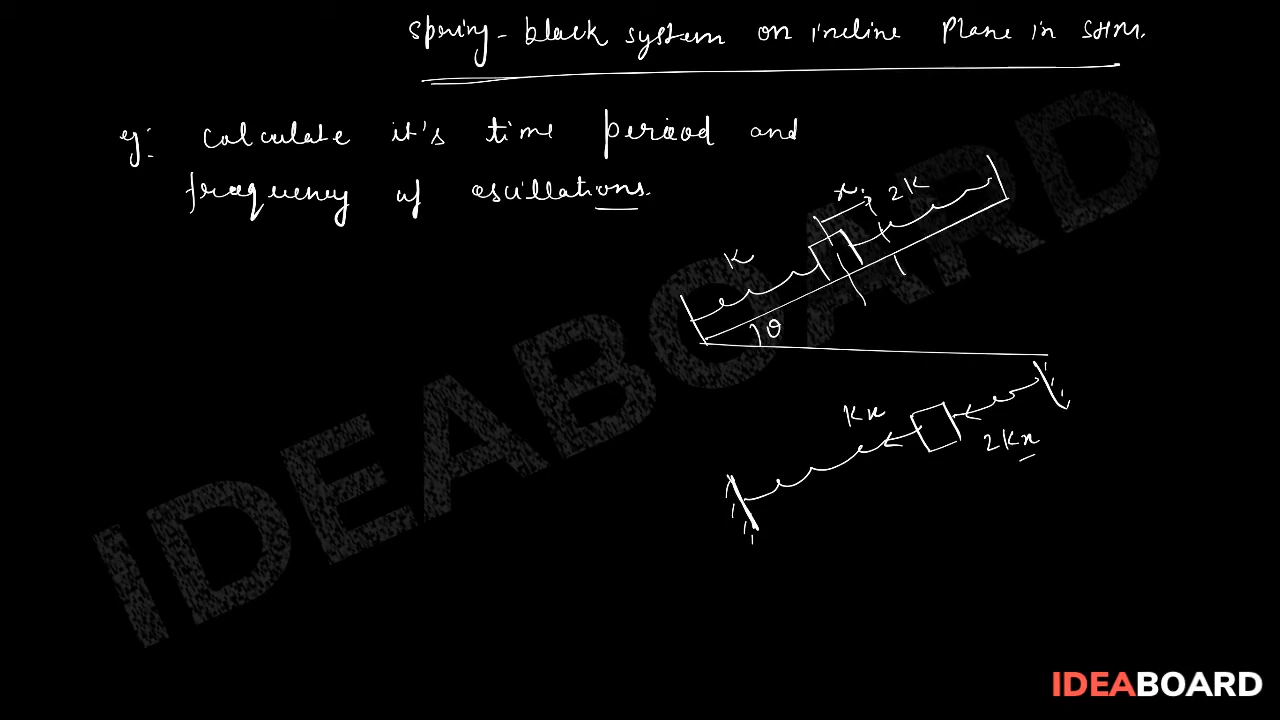 Spring-block system on incline Plane in SHM.
eg: calculate it's time period and
frequency of oscillations.
x.
2K
K
θ
Kx
2Kx
IDEABOARD
IDEABOARD